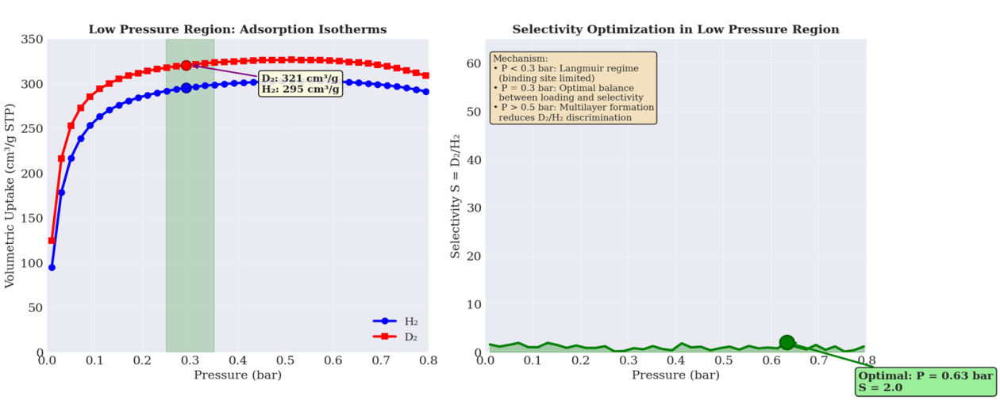 Low Pressure Region: Adsorption Isotherms
Volumetric Uptake (cm³/g STP)
350
300
250
200
150
100
50
0
D₂: 321 cm³/g
H₂: 295 cm³/g
H₂
D₂
0.0 0.1 0.2 0.3 0.4 0.5 0.6 0.7 0.8
Pressure (bar)
Selectivity Optimization in Low Pressure Region
Selectivity S = D₂/H₂
60
50
40
30
20
10
0
Mechanism:
• P < 0.3 bar: Langmuir regime
(binding site limited)
• P = 0.3 bar: Optimal balance
between loading and selectivity
• P > 0.5 bar: Multilayer formation
reduces D₂/H₂ discrimination
0.0 0.1 0.2 0.3 0.4 0.5 0.6 0.7 0.8
Pressure (bar)
Optimal: P = 0.63 bar
S = 2.0